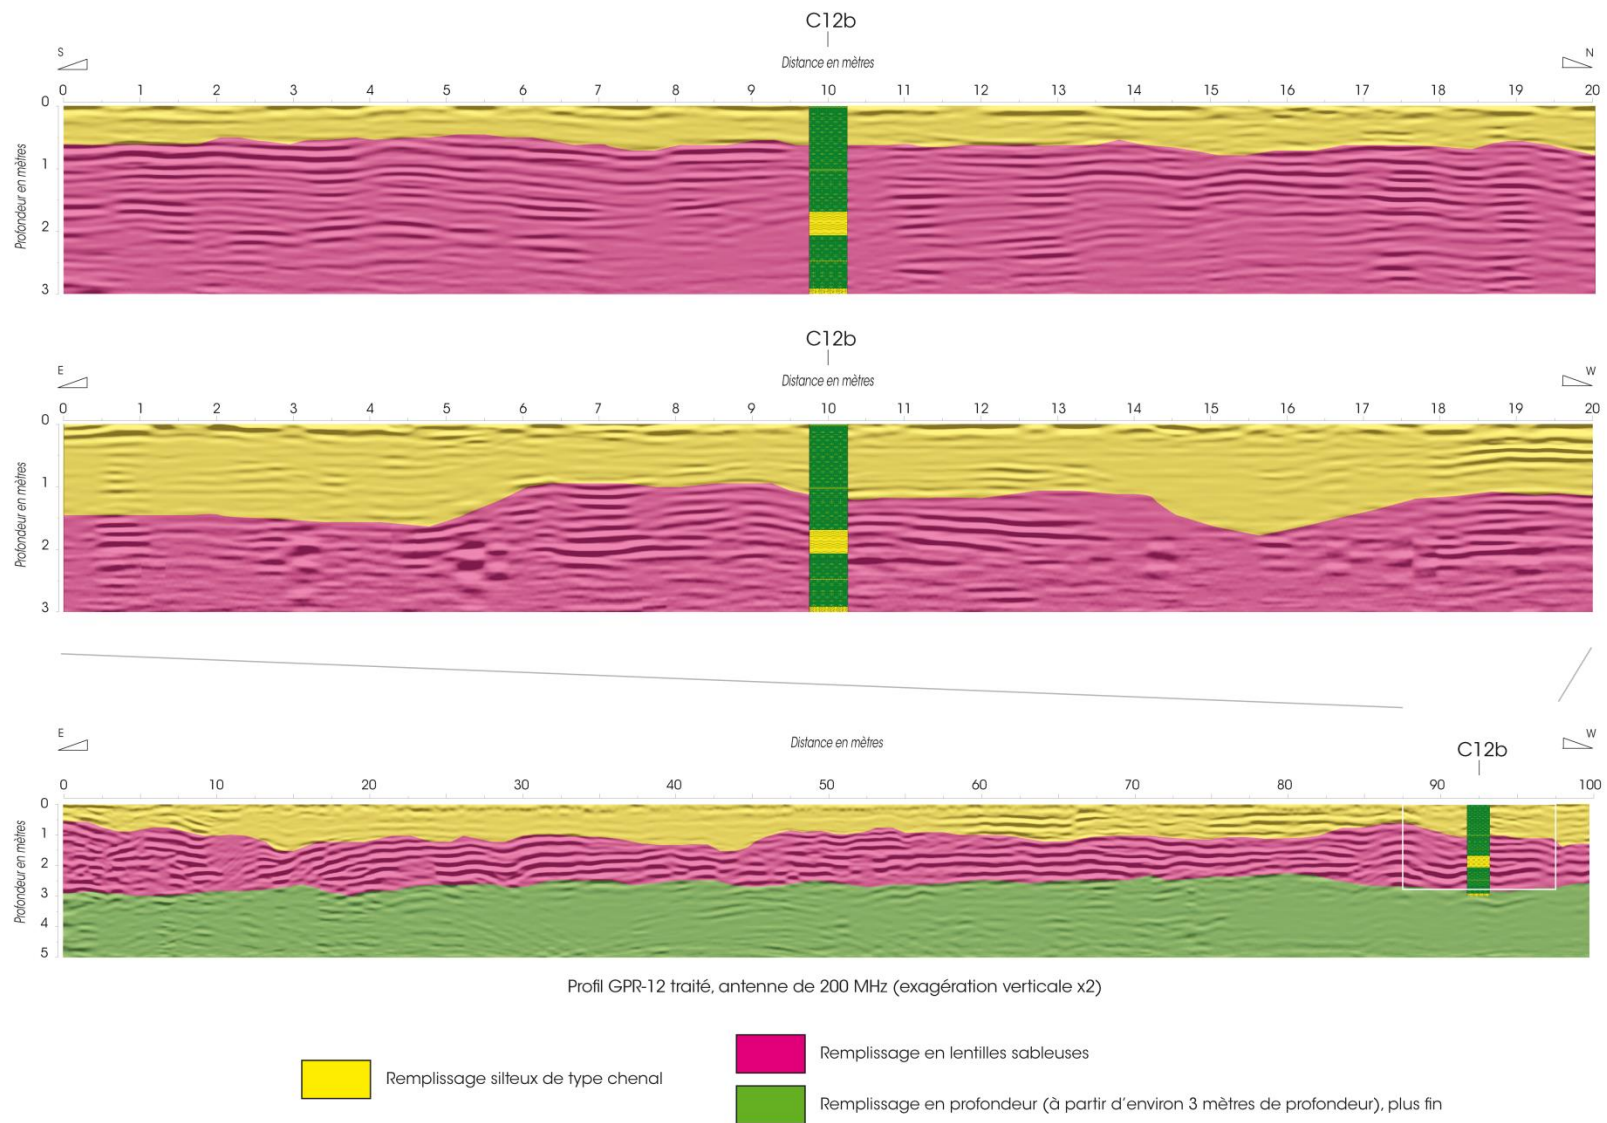 C12b
S
Distance en mètres
N
0 1 2 3 4 5 6 7 8 9 10 11 12 13 14 15 16 17 18 19 20
Profondeur en mètres
0
1
2
3
C12b
E
Distance en mètres
W
0 1 2 3 4 5 6 7 8 9 10 11 12 13 14 15 16 17 18 19 20
Profondeur en mètres
0
1
2
3
E
Distance en mètres
C12b
W
0 10 20 30 40 50 60 70 80 90 100
Profondeur en mètres
0
1
2
3
4
5
Profil GPR-12 traité, antenne de 200 MHz (exagération verticale x2)
Remplissage silteux de type chenal
Remplissage en lentilles sableuses
Remplissage en profondeur (à partir d'environ 3 mètres de profondeur), plus fin